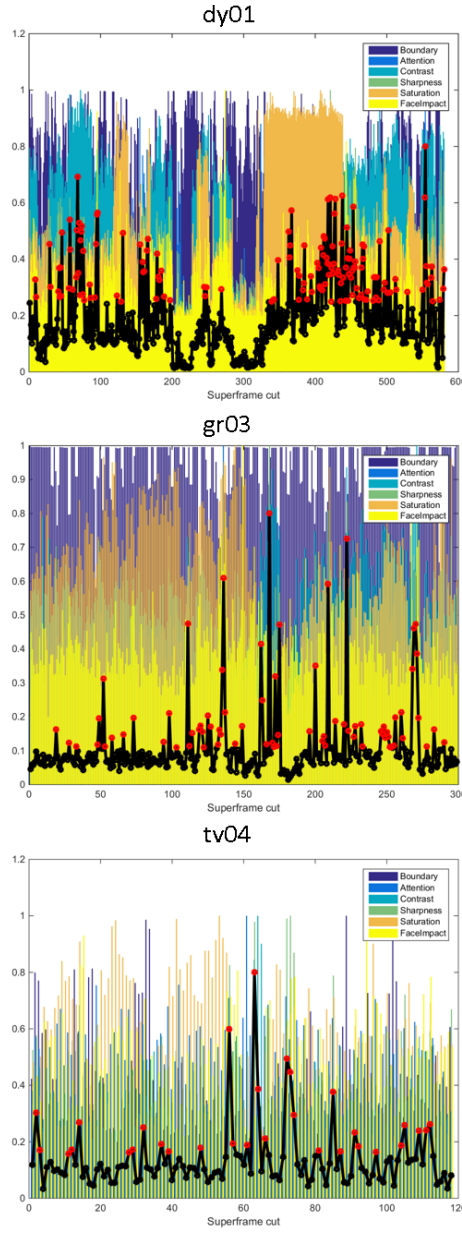 dy01
1.2
1
0.8
0.6
0.4
0.2
0
Boundary
Attention
Contrast
Sharpness
Saturation
FaceImpact
0 100 200 300 400 500 600
Superframe cut
gr03
1
0.9
0.8
0.7
0.6
0.5
0.4
0.3
0.2
0.1
0
Boundary
Attention
Contrast
Sharpness
Saturation
FaceImpact
0 50 100 150 200 250 300
Superframe cut
tv04
1.2
1
0.8
0.6
0.4
0.2
0
Boundary
Attention
Contrast
Sharpness
Saturation
FaceImpact
0 20 40 60 80 100 120
Superframe cut